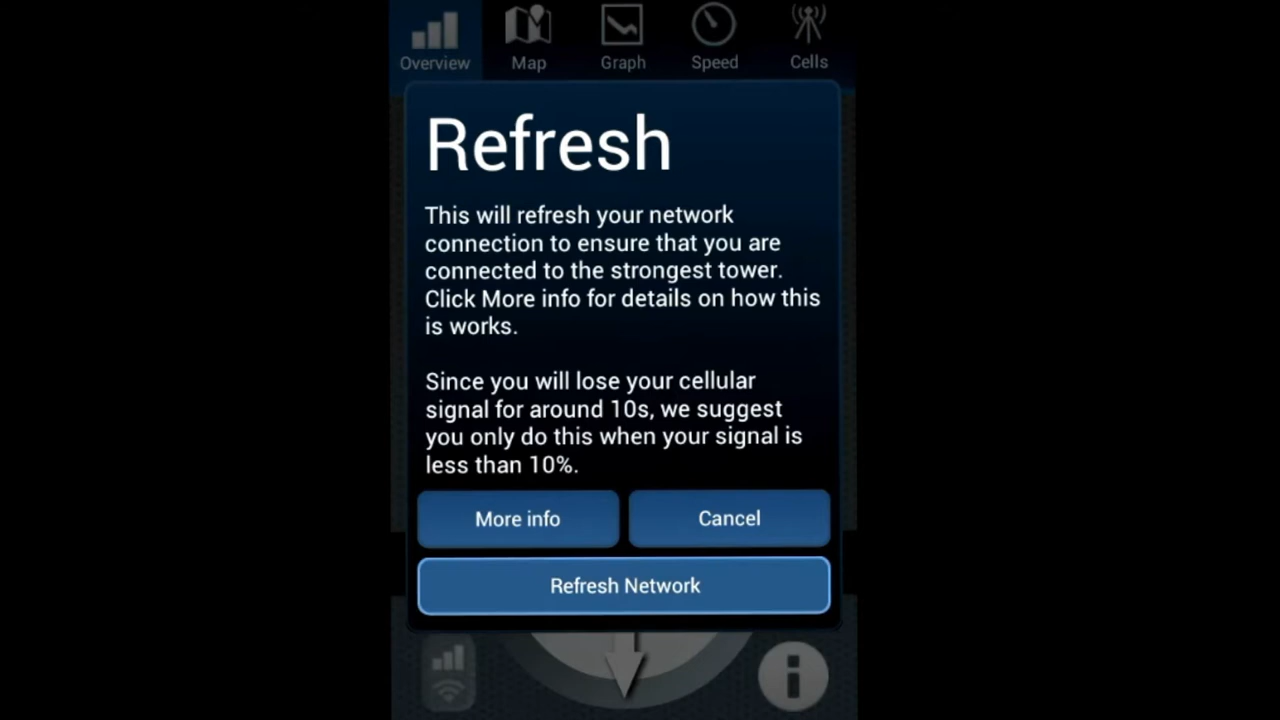 Overview Map Graph Speed Cells
Refresh
This will refresh your network
connection to ensure that you are
connected to the strongest tower.
Click More info for details on how this
is works.
Since you will lose your cellular
signal for around 10s, we suggest
you only do this when your signal is
less than 10%.
More info Cancel
Refresh Network